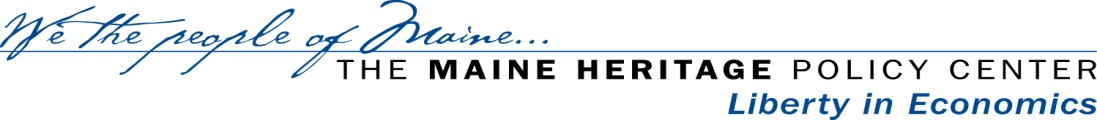 We the people of Maine...
THE MAINE HERITAGE POLICY CENTER
Liberty in Economics